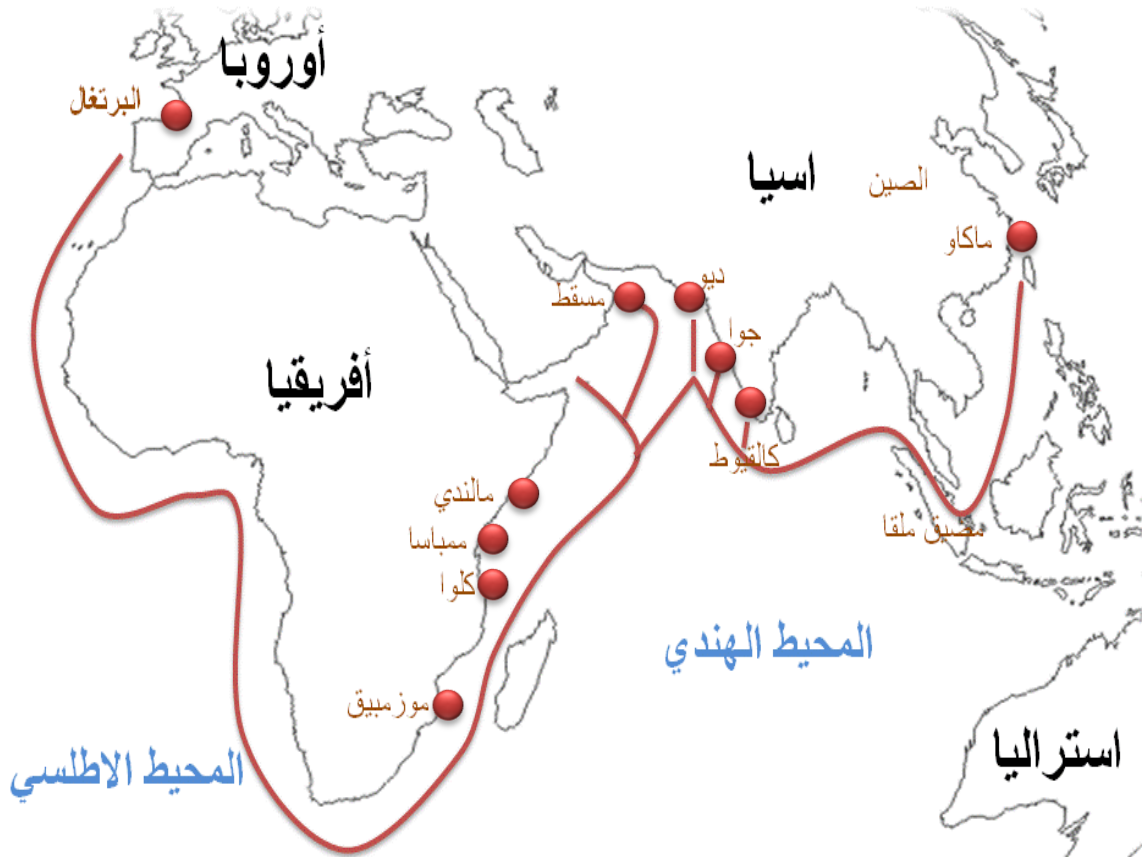 أوروبا
البرتغال
اسيا
الصين
ماكاو
ديو
مسقط
جوا
أفريقيا
كالقيوط
مالندي
مضيق ملقا
ممباسا
كلوا
المحيط الهندي
موزمبيق
استراليا
المحيط الاطلسي